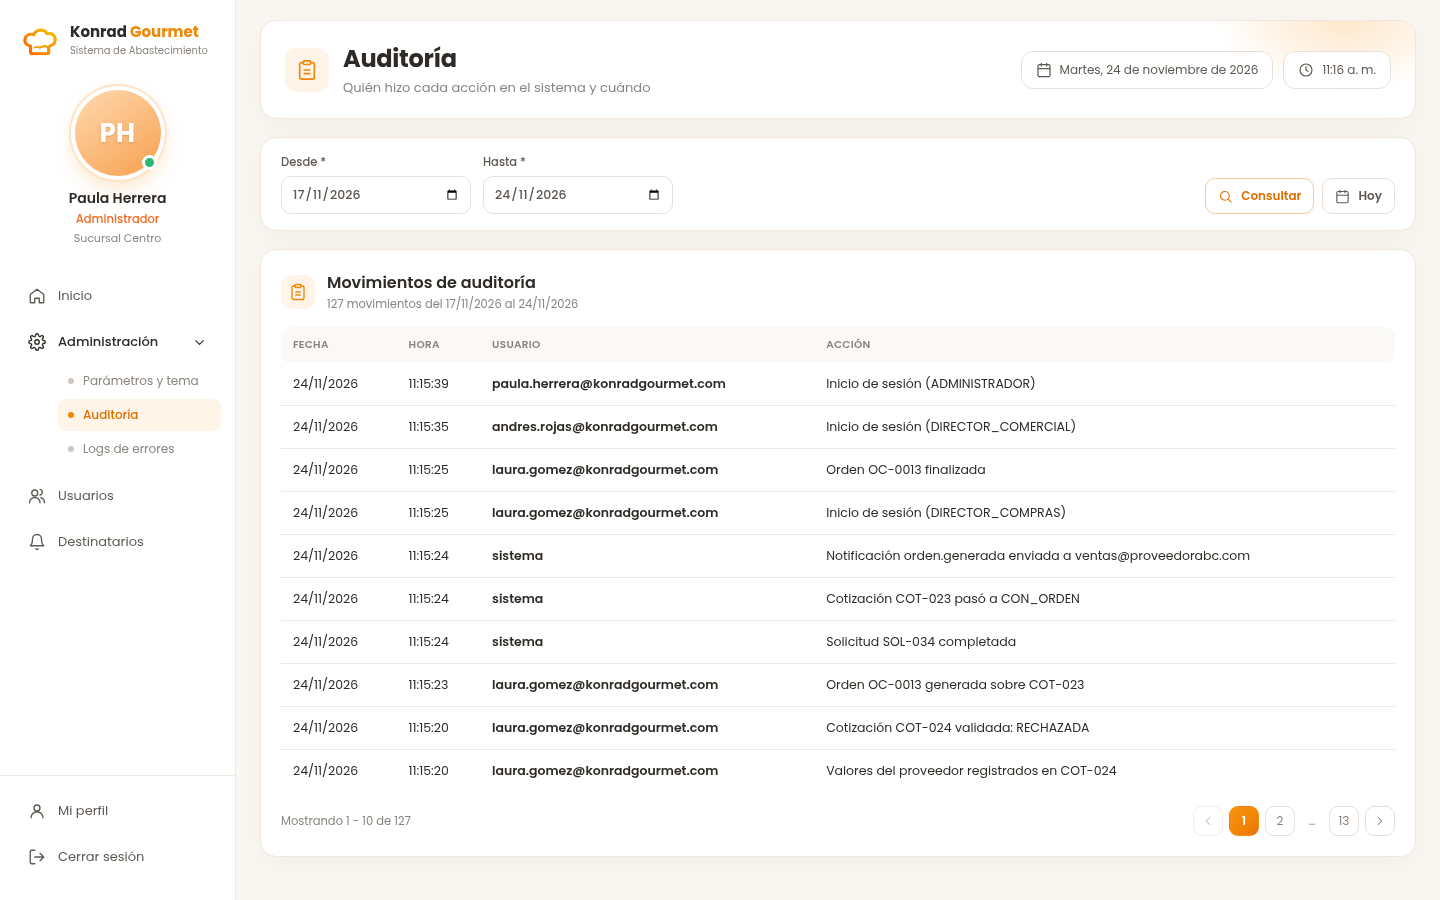 Konrad Gourmet
Sistema de Abastecimiento
PH
Paula Herrera
Administrador
Sucursal Centro
Inicio
Administración
Parámetros y tema
Auditoría
Logs de errores
Usuarios
Destinatarios
Mi perfil
Cerrar sesión
Auditoría
Quién hizo cada acción en el sistema y cuándo
Martes, 24 de noviembre de 2026
11:16 a. m.
Desde *
Hasta *
17/11/2026
24/11/2026
Consultar
Hoy
Movimientos de auditoría
127 movimientos del 17/11/2026 al 24/11/2026
FECHA HORA USUARIO ACCIÓN
24/11/2026 11:15:39 paula.herrera@konradgourmet.com Inicio de sesión (ADMINISTRADOR)
24/11/2026 11:15:35 andres.rojas@konradgourmet.com Inicio de sesión (DIRECTOR_COMERCIAL)
24/11/2026 11:15:25 laura.gomez@konradgourmet.com Orden OC-0013 finalizada
24/11/2026 11:15:25 laura.gomez@konradgourmet.com Inicio de sesión (DIRECTOR_COMPRAS)
24/11/2026 11:15:24 sistema Notificación orden.generada enviada a ventas@proveedorabc.com
24/11/2026 11:15:24 sistema Cotización COT-023 pasó a CON_ORDEN
24/11/2026 11:15:24 sistema Solicitud SOL-034 completada
24/11/2026 11:15:23 laura.gomez@konradgourmet.com Orden OC-0013 generada sobre COT-023
24/11/2026 11:15:20 laura.gomez@konradgourmet.com Cotización COT-024 validada: RECHAZADA
24/11/2026 11:15:20 laura.gomez@konradgourmet.com Valores del proveedor registrados en COT-024
Mostrando 1 - 10 de 127
1 2 ... 13